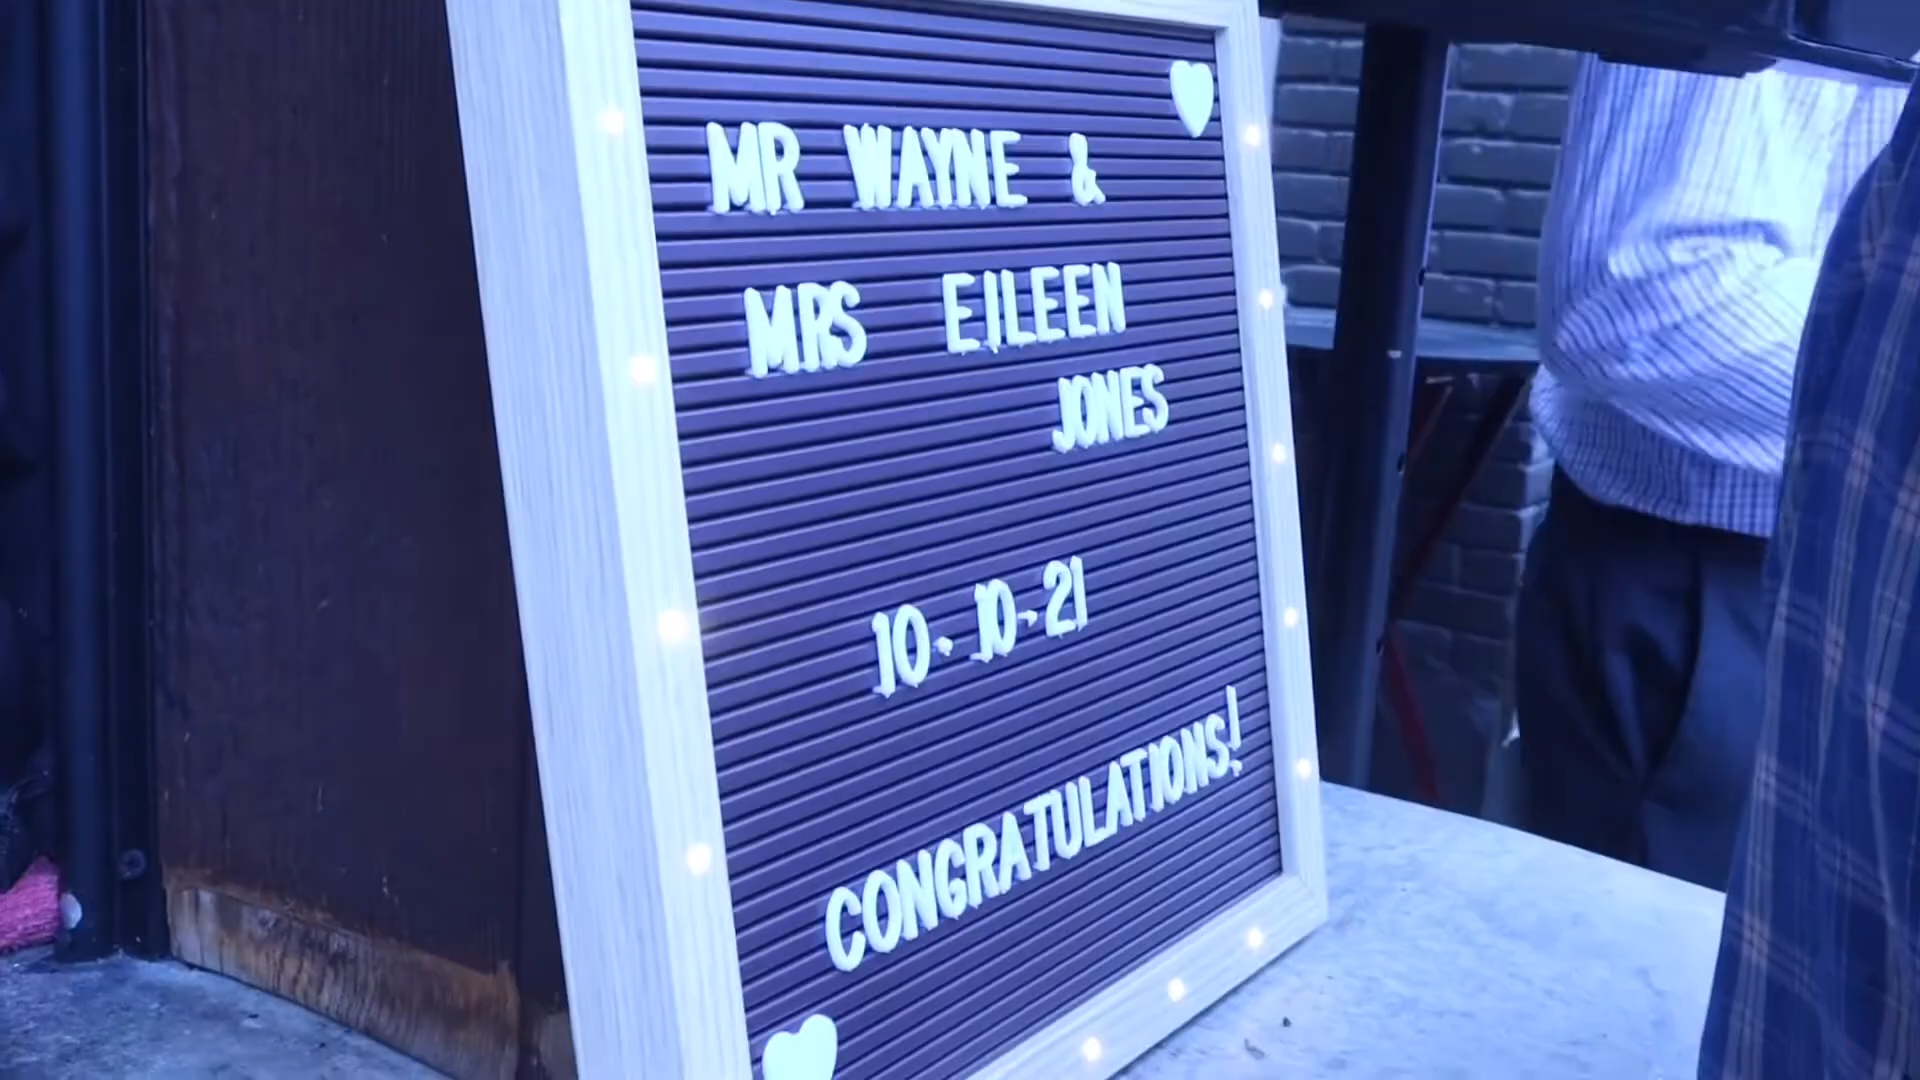 MR WAYNE &
MRS EILEEN
JONES
10-10-21
CONGRATULATIONS!